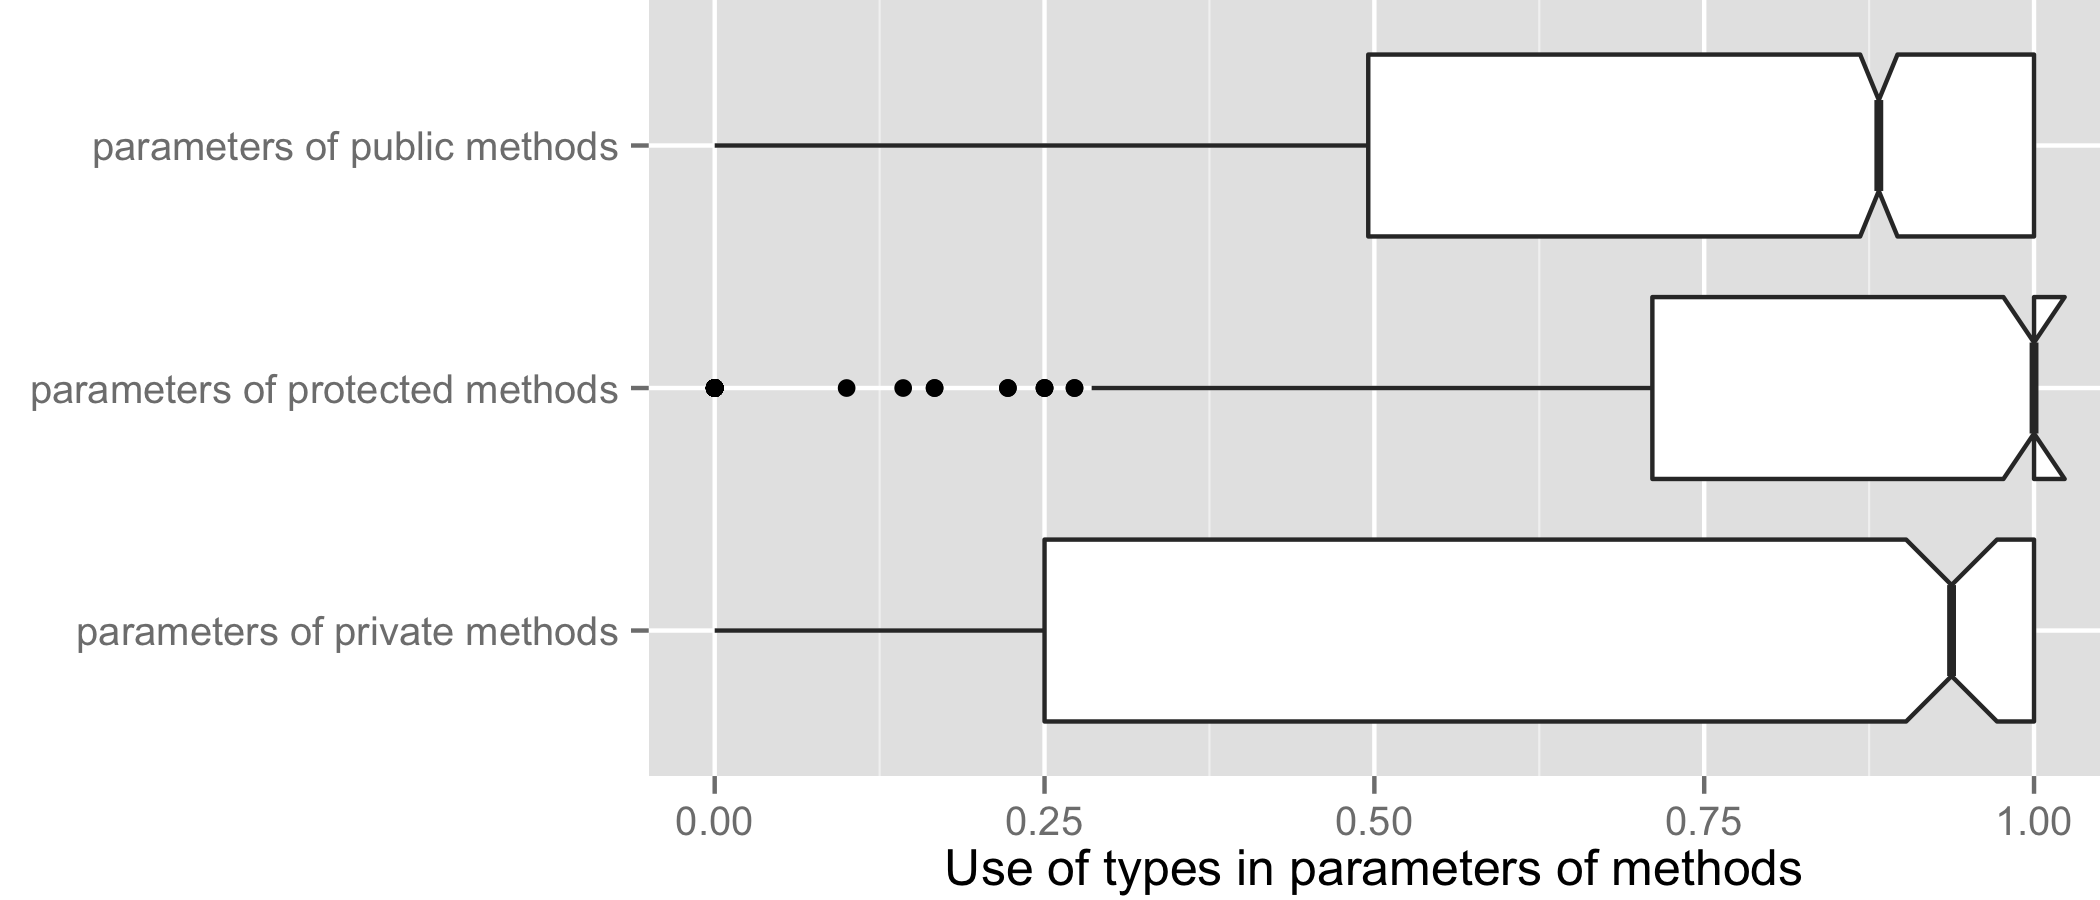 parameters of public methods
parameters of protected methods
parameters of private methods
0.00 0.25 0.50 0.75 1.00
Use of types in parameters of methods